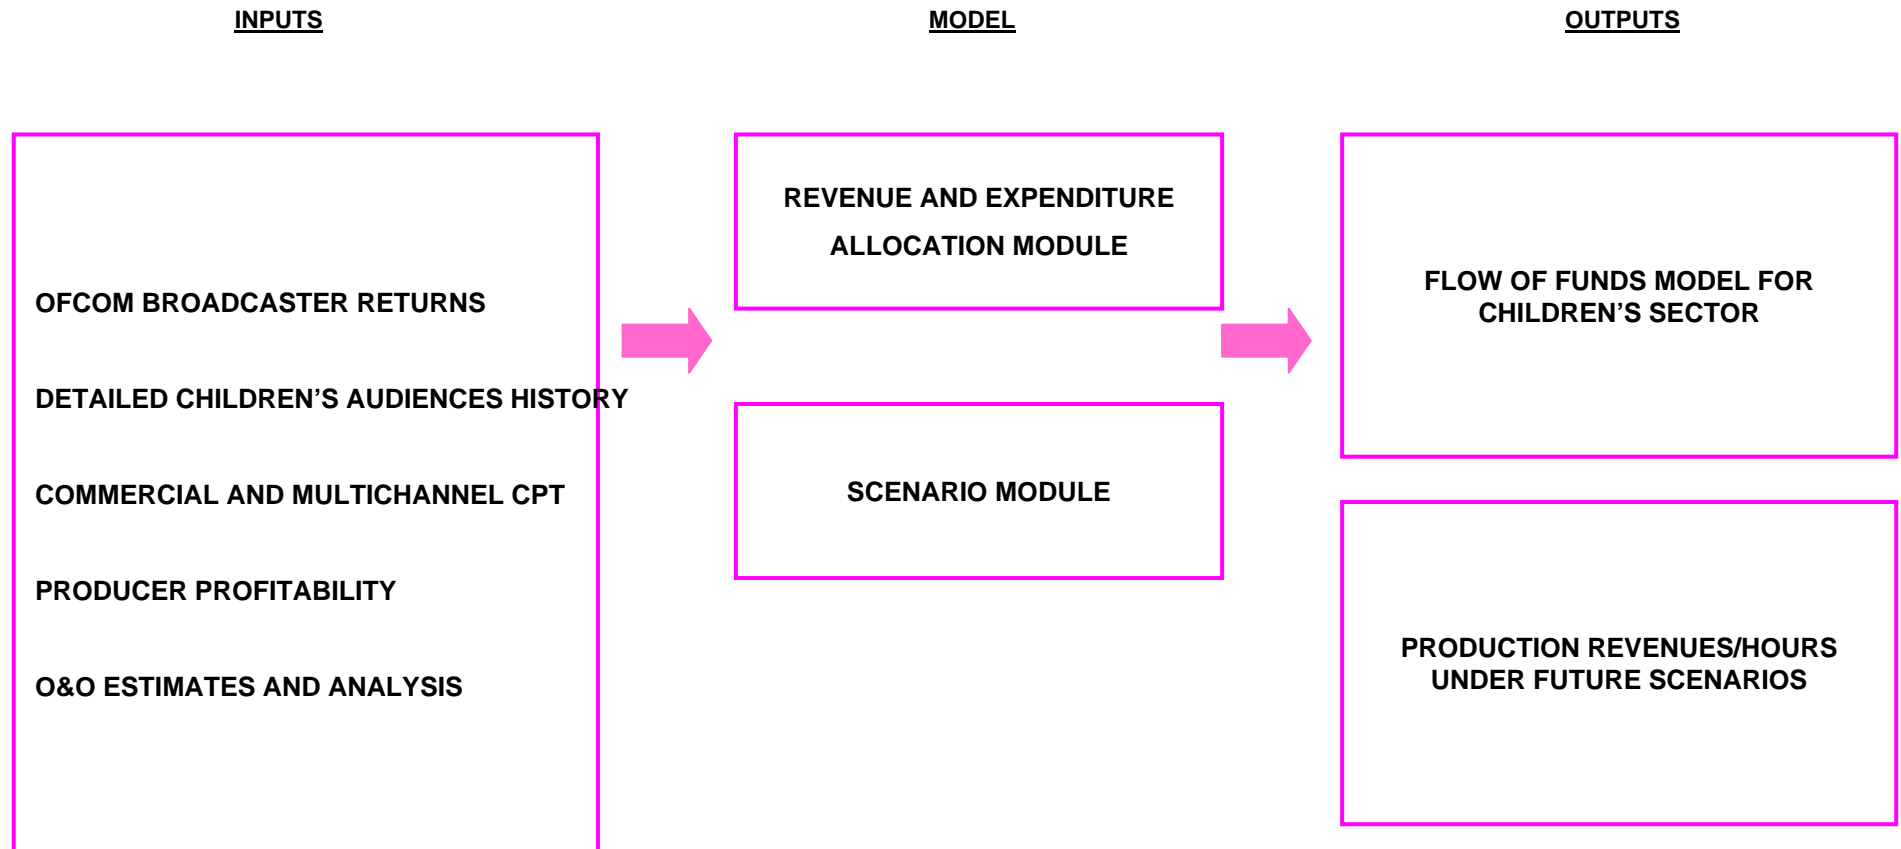 INPUTS
MODEL
OUTPUTS
OFCOM BROADCASTER RETURNS
DETAILED CHILDREN’S AUDIENCES HISTORY
COMMERCIAL AND MULTICHANNEL CPT
PRODUCER PROFITABILITY
O&O ESTIMATES AND ANALYSIS
REVENUE AND EXPENDITURE
ALLOCATION MODULE
SCENARIO MODULE
FLOW OF FUNDS MODEL FOR
CHILDREN’S SECTOR
PRODUCTION REVENUES/HOURS
UNDER FUTURE SCENARIOS